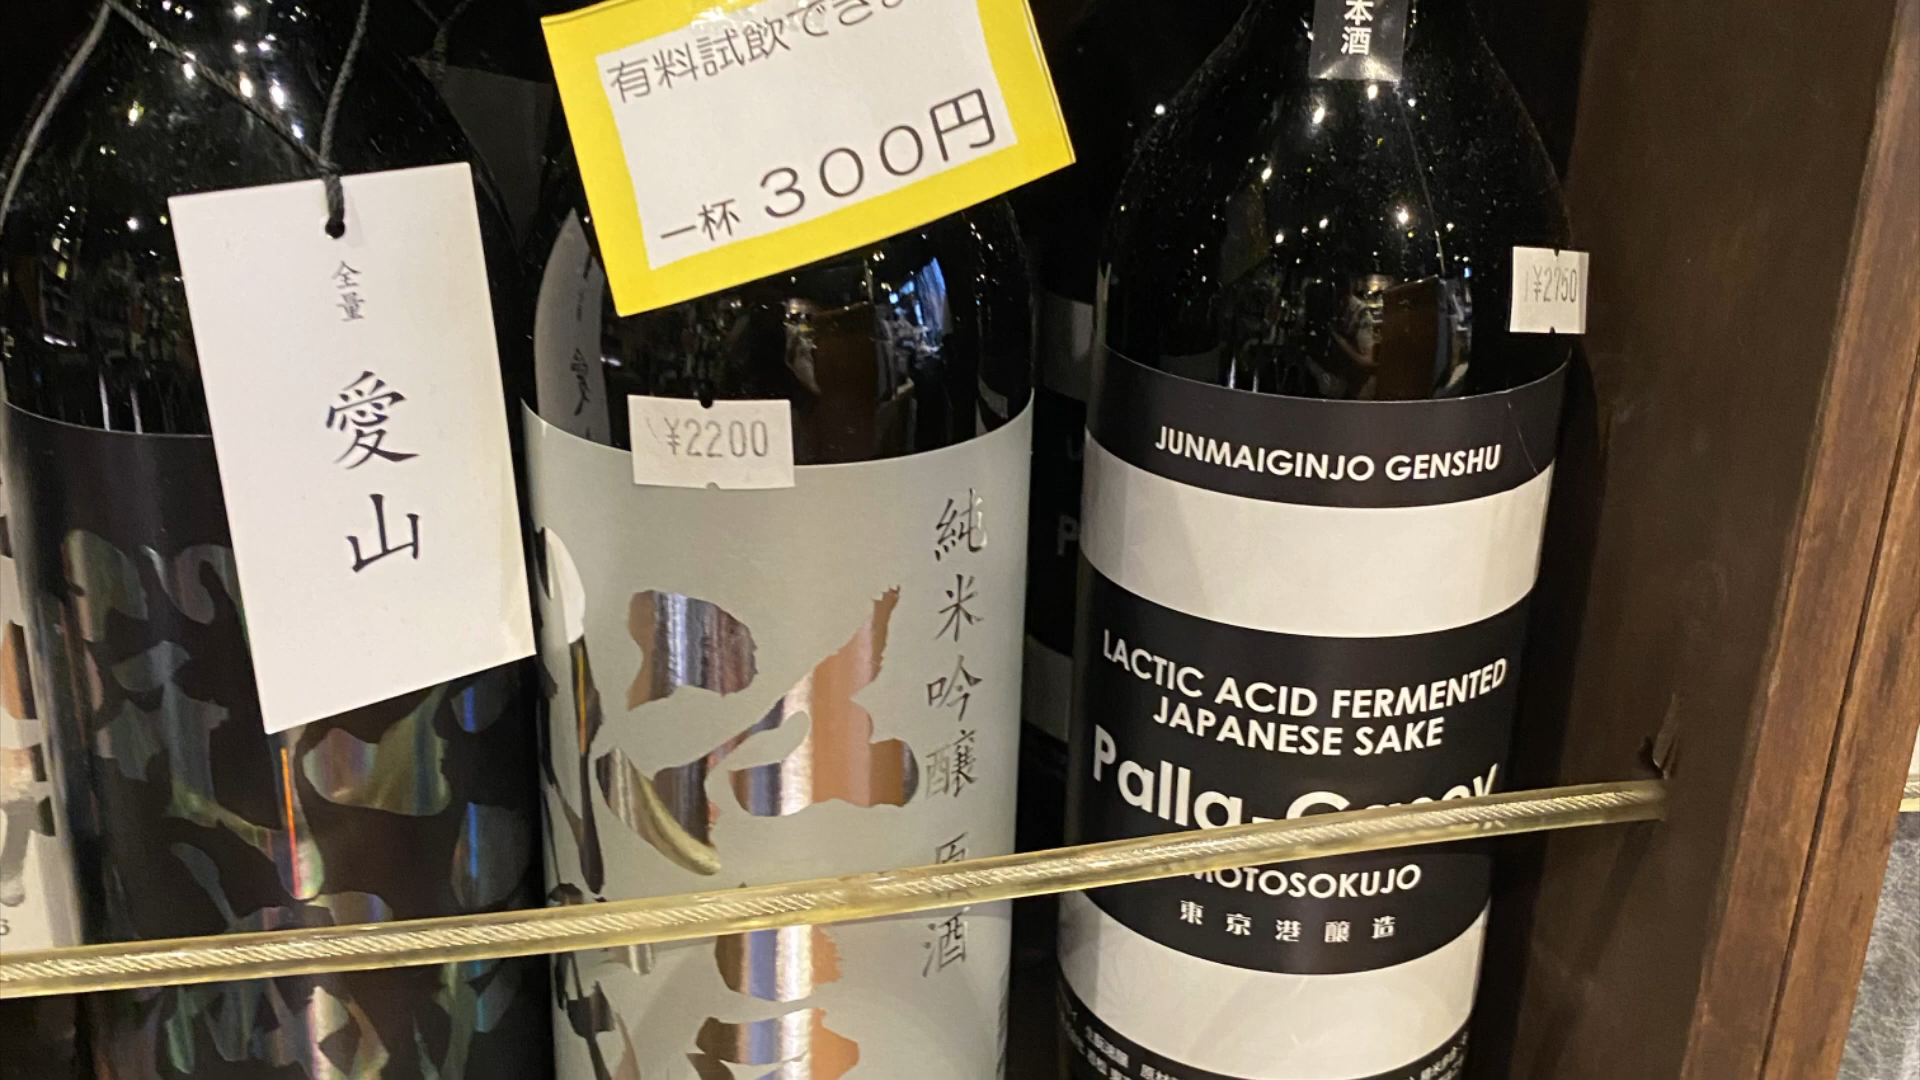 有料試飲できま
一杯 300円
全量
愛山
¥2200
純米吟醸 原酒
本酒
¥2750
JUNMAIGINJO GENSHU
LACTIC ACID FERMENTED
JAPANESE SAKE
Palla-
MOTOSOKUJO
東京港醸造